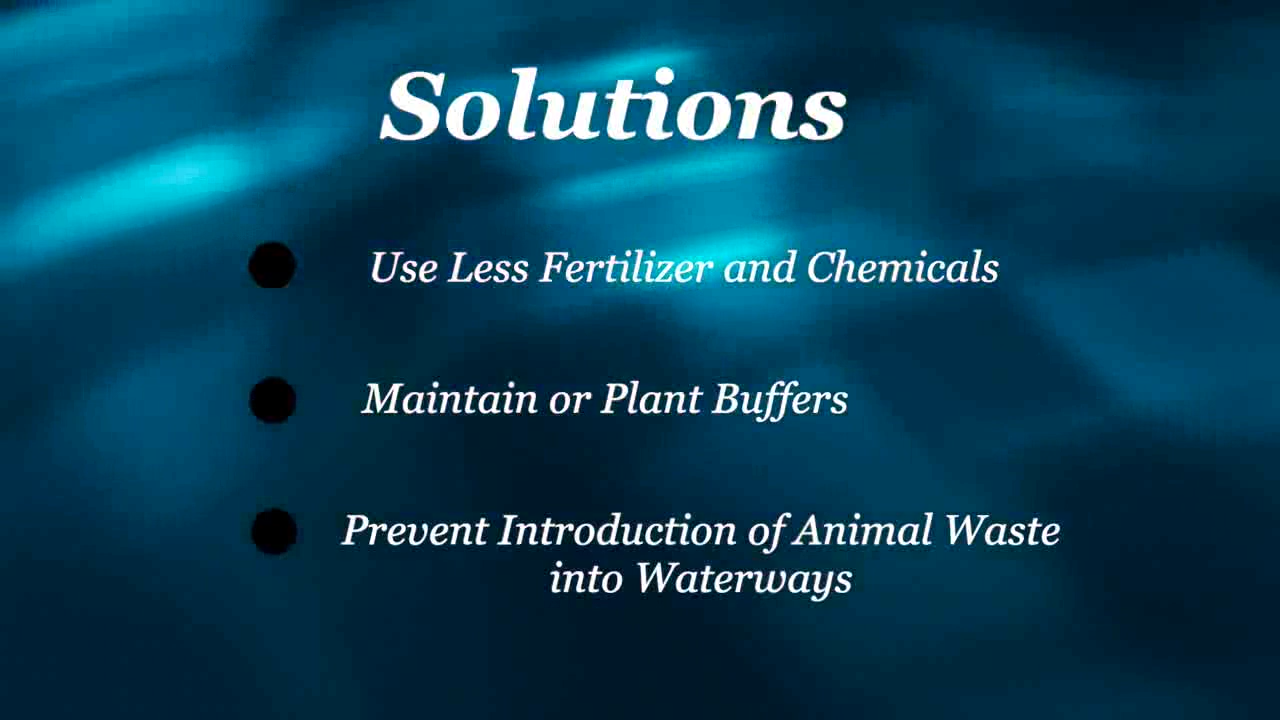 Solutions
Use Less Fertilizer and Chemicals
Maintain or Plant Buffers
Prevent Introduction of Animal Waste
into Waterways